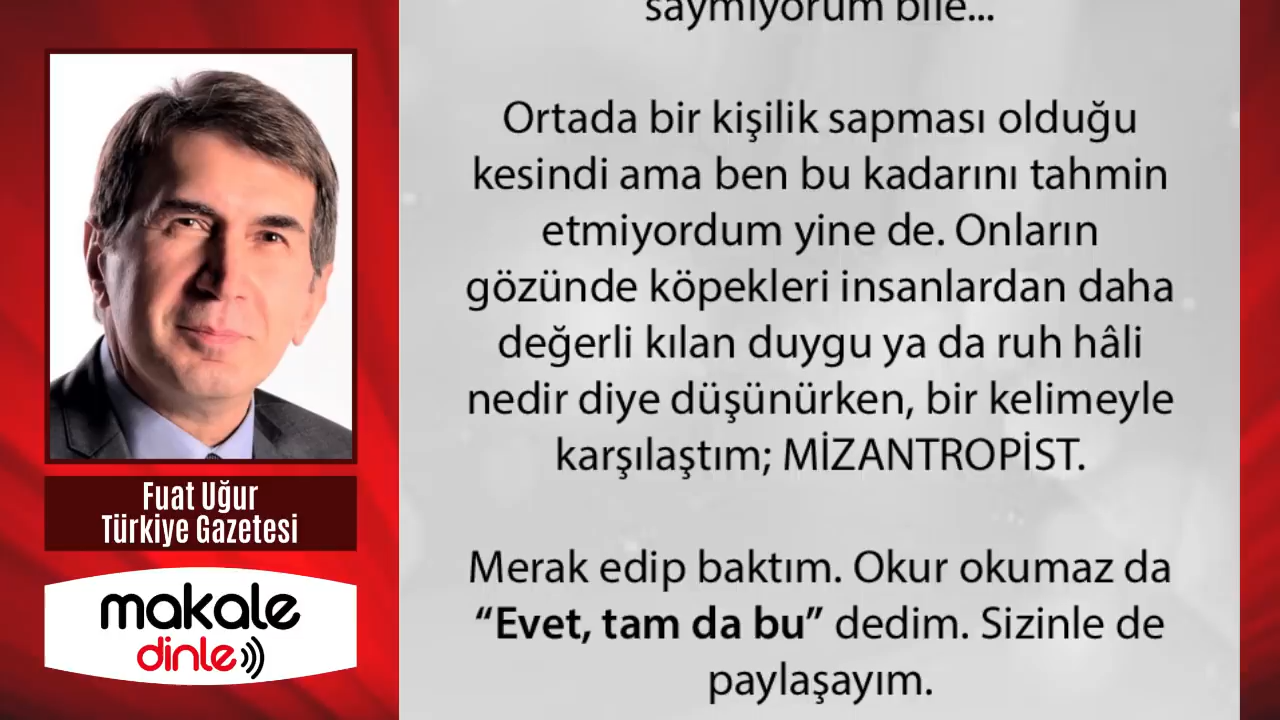 saymıyorum bile...
Ortada bir kişilik sapması olduğu
kesindi ama ben bu kadarını tahmin
etmiyordum yine de. Onların
gözünde köpekleri insanlardan daha
değerli kılan duygu ya da ruh hâli
nedir diye düşünürken, bir kelimeyle
karşılaştım; MİZANTROPİST.
Merak edip baktım. Okur okumaz da
“Evet, tam da bu” dedim. Sizinle de
paylaşayım.
Fuat Uğur
Türkiye Gazetesi
makale
dinle